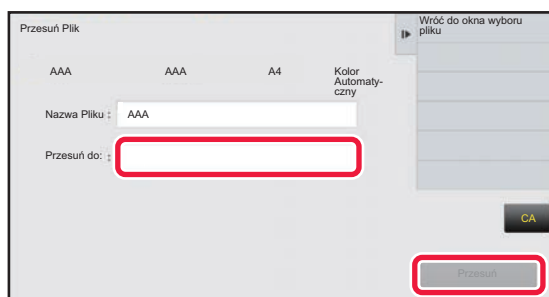 Przesuń Plik
Wróć do okna wyboru
pliku
AAA AAA A4 Kolor
Automaty-
czny
Nazwa Pliku : AAA
Przesuń do: :
CA
Przesuń